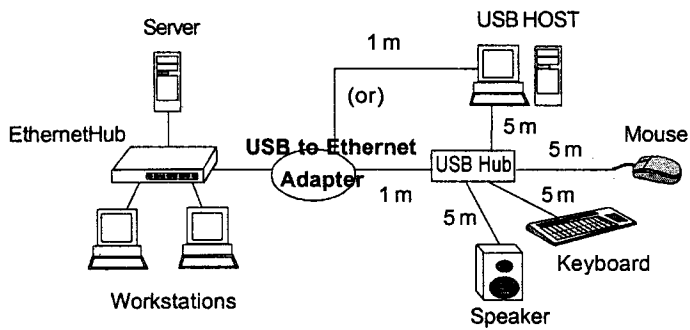 Server
USB HOST
1 m
(or)
EthernetHub
USB to Ethernet
Adapter
5 m
Mouse
USB Hub
5 m
1 m
5 m
5 m
Keyboard
Workstations
Speaker